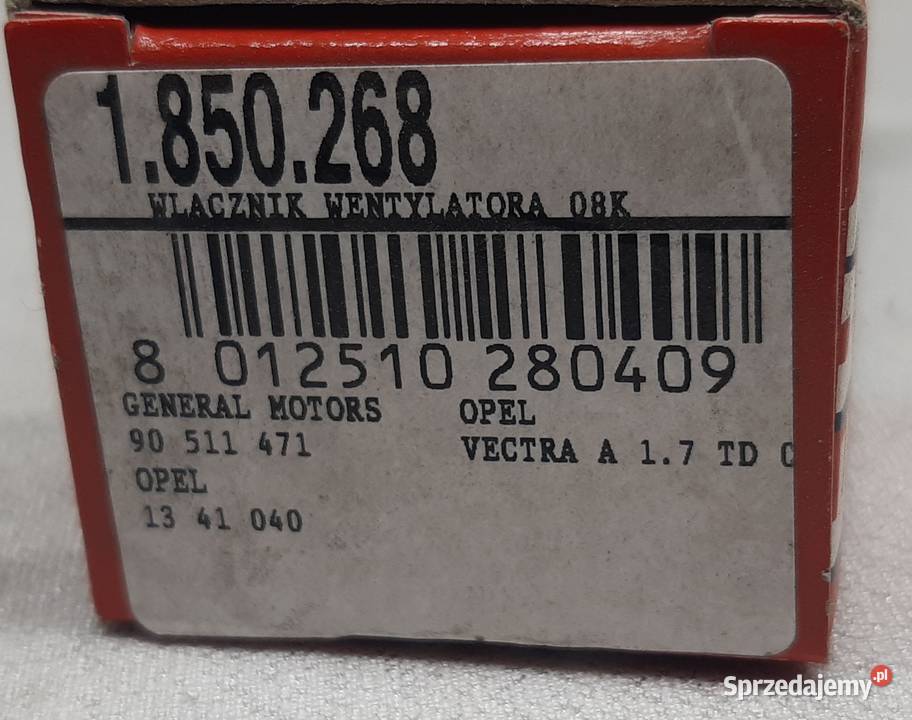 1.850.268
WLACZNIK WENTYLATORA 08K
8 012510 280409
GENERAL MOTORS
90 511 471
OPEL
13 41 040
OPEL
VECTRA A 1.7 TD
Sprzedajemy.pl